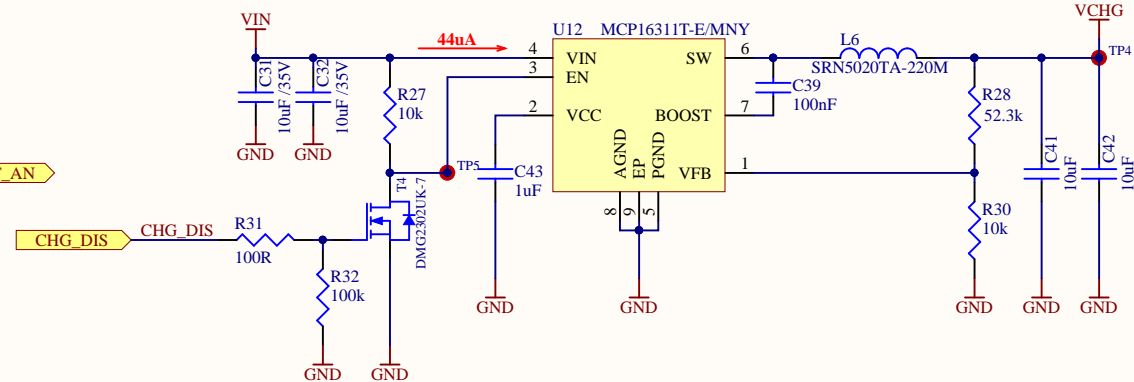 VIN
VCHG
44uA
U12
MCP16311T-E/MNY
L6
SRN5020TA-220M
TP4
4
VIN
SW
6
3
EN
2
VCC
BOOST
7
AGND
EP
PGND
VFB
1
8
9
5
C31
10uF/35V
C32
10uF/35V
R27
10k
GND
GND
C39
100nF
R28
52.3k
C41
10uF
C42
10uF
_AN
TP5
C43
1uF
T4
DMG2302UK-7
CHG_DIS
CHG_DIS
R31
100R
R32
100k
R30
10k
GND
GND
GND
GND
GND
GND
GND